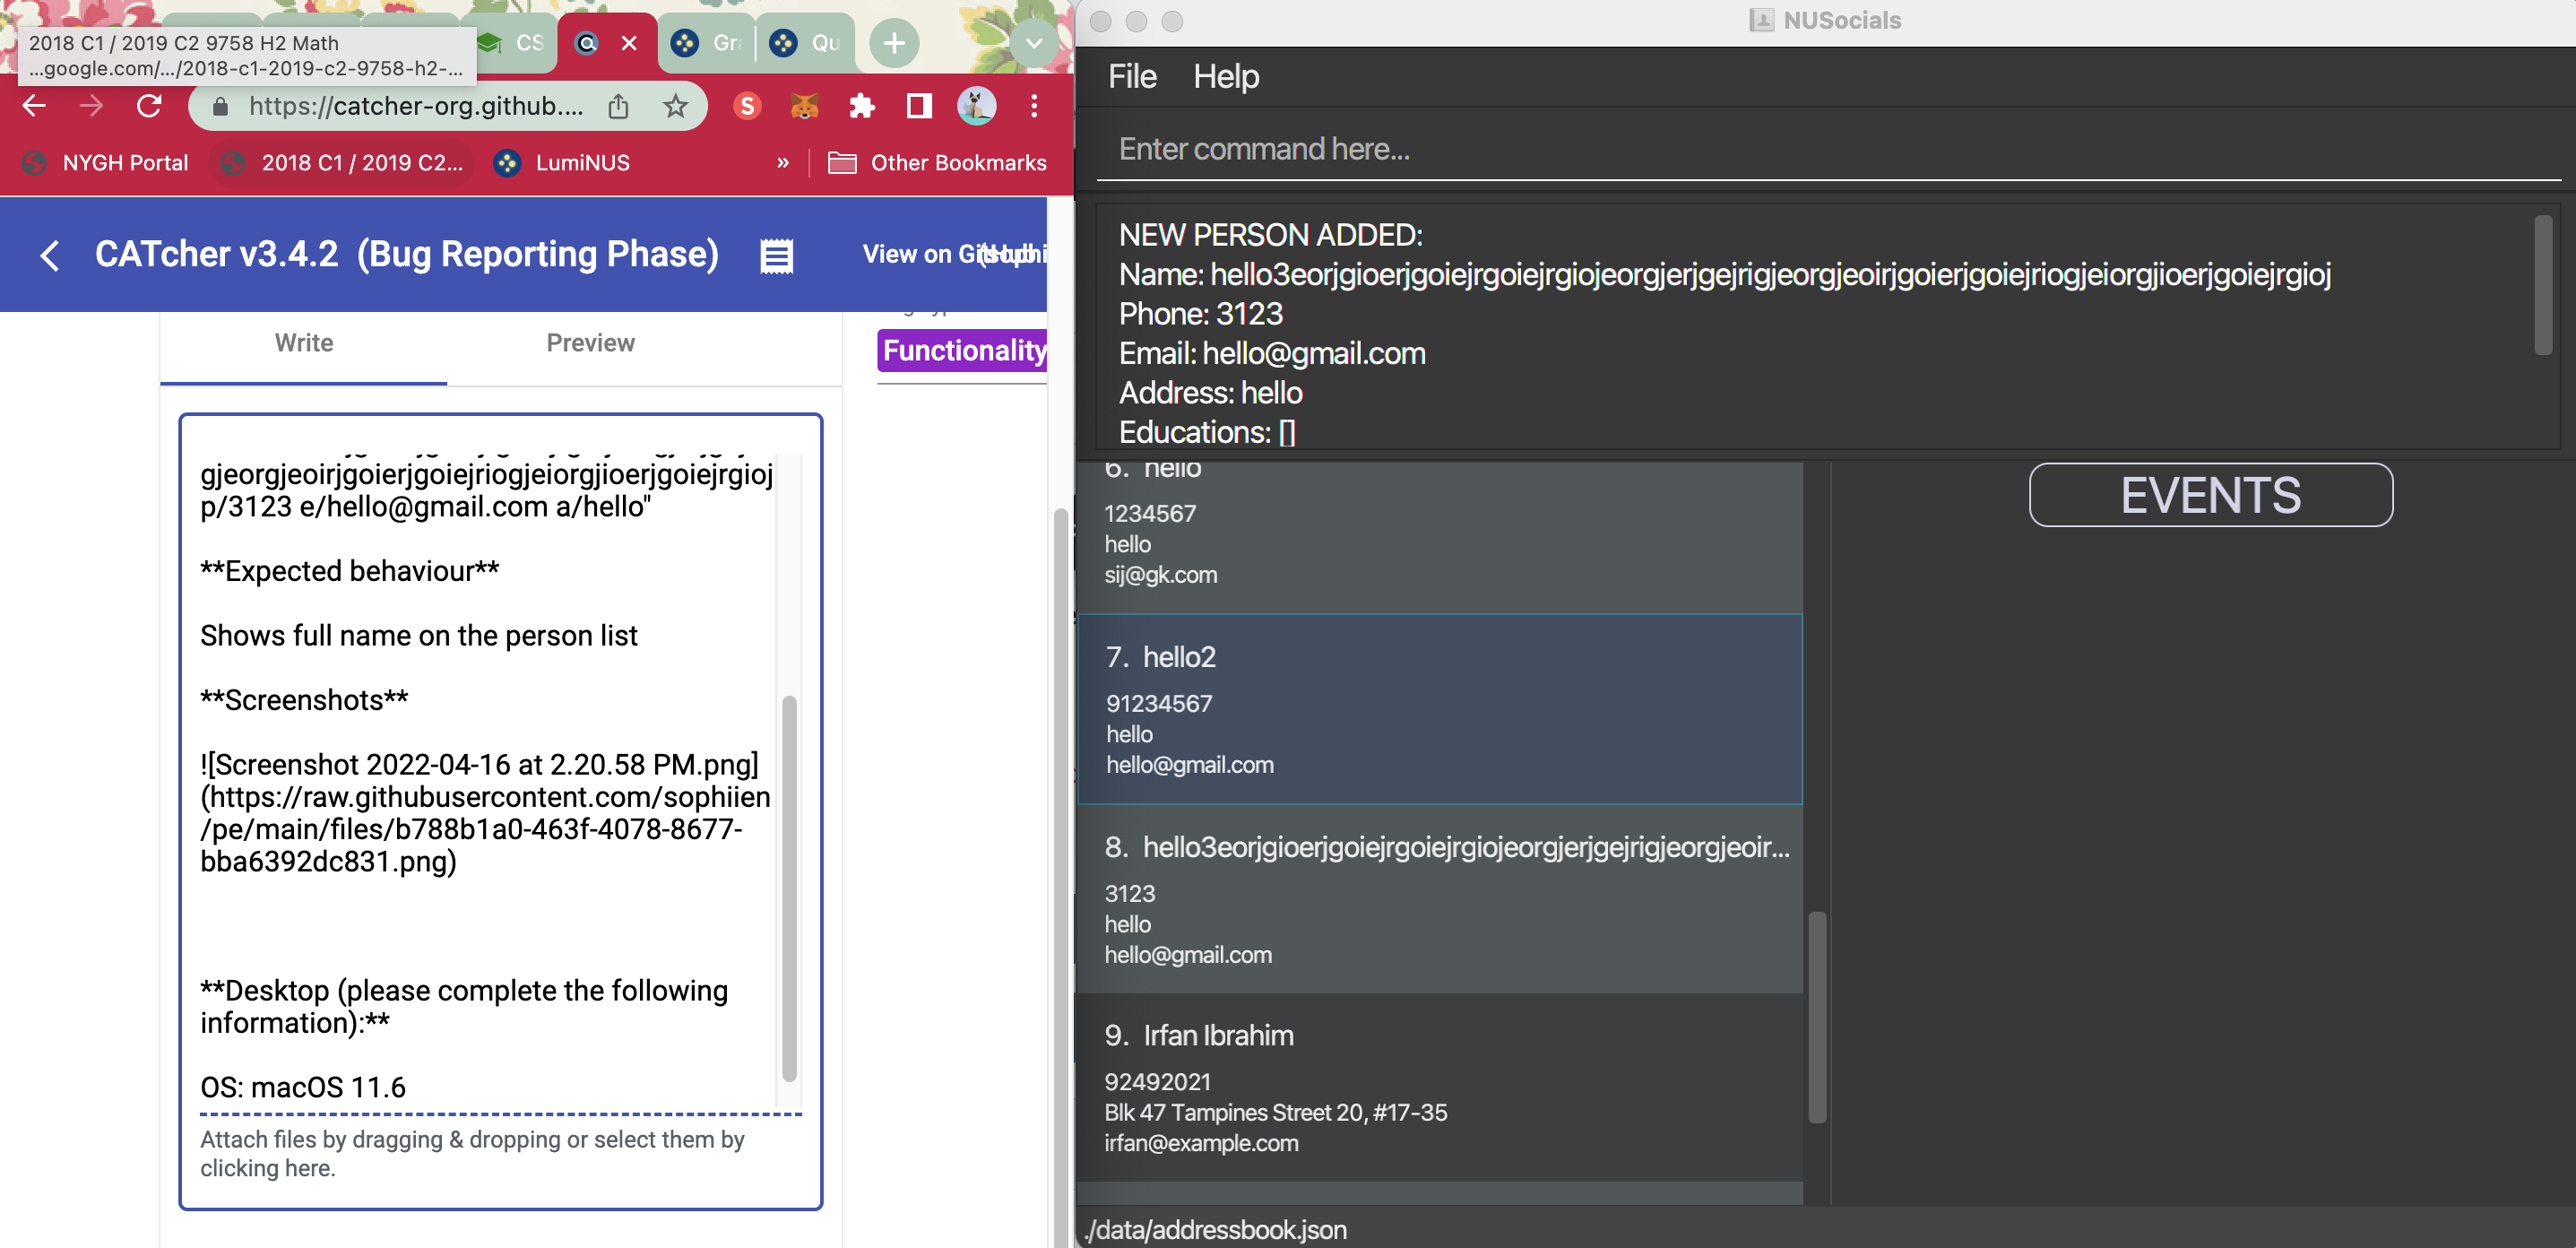 2018 C1 / 2019 C2 9758 H2 Math
...google.com/.../2018-c1-2019-c2-9758-h2-...
CS
Gr
Qu
https://catcher-org.github....
S
NYGH Portal
2018 C1 / 2019 C2...
LumiNUS
»
Other Bookmarks
CATcher v3.4.2 (Bug Reporting Phase)
View on GitHub
Write
Preview
Functionality
gjeorgjeoirjgoierjgoiejriogjeiorgjioerjgoiejrgioj
p/3123 e/hello@gmail.com a/hello"
**Expected behaviour**
Shows full name on the person list
**Screenshots**
![Screenshot 2022-04-16 at 2.20.58 PM.png]
(https://raw.githubusercontent.com/sophiien
/pe/main/files/b788b1a0-463f-4078-8677-
bba6392dc831.png)
**Desktop (please complete the following
information):**
OS: macOS 11.6
Attach files by dragging & dropping or select them by
clicking here.
NUSocials
File
Help
Enter command here...
NEW PERSON ADDED:
Name: hello3eorjgioerjgoiejrgoiejrgiojeorgjerjgejrigjeorgjeoirjgoierjgoiejriogjeiorgjioerjgoiejrgioj
Phone: 3123
Email: hello@gmail.com
Address: hello
Educations: []
6. hello
1234567
hello
sij@gk.com
7. hello2
91234567
hello
hello@gmail.com
8. hello3eorjgioerjgoiejrgoiejrgiojeorgjerjgejrigjeorgjeoir...
3123
hello
hello@gmail.com
9. Irfan Ibrahim
92492021
Blk 47 Tampines Street 20, #17-35
irfan@example.com
EVENTS
./data/addressbook.json